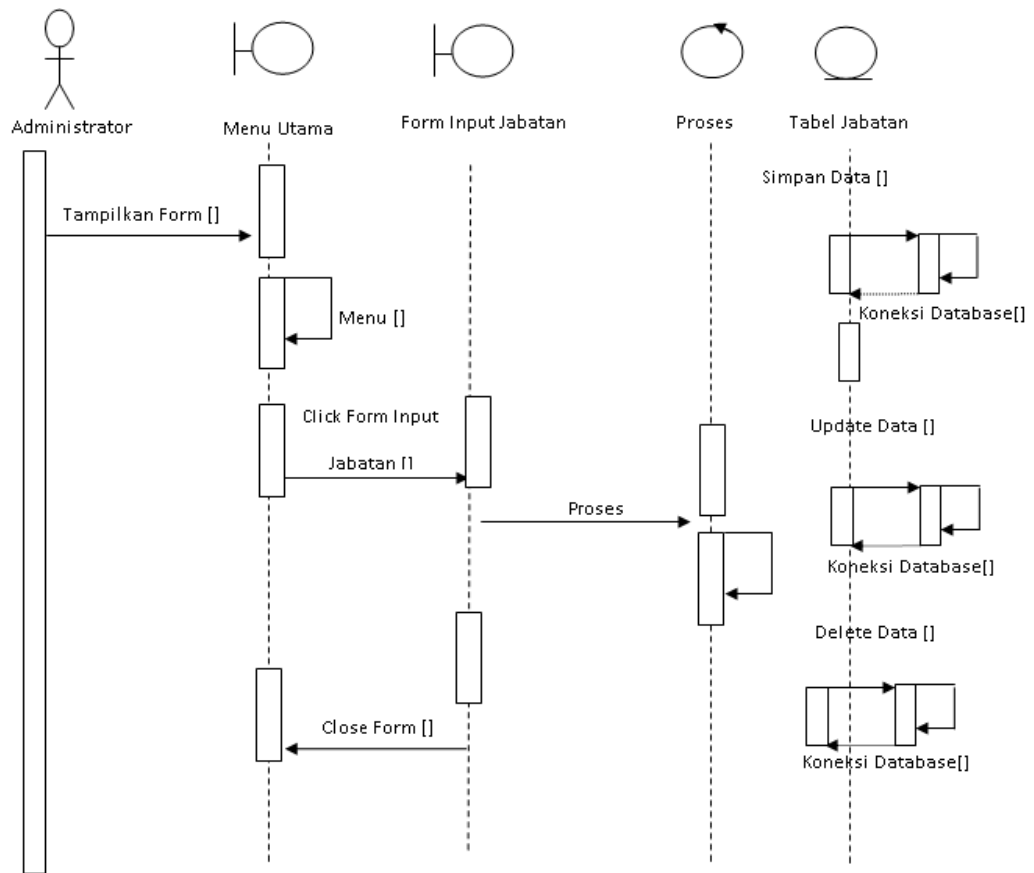 Administrator
Menu Utama
Form Input Jabatan
Proses
Tabel Jabatan
Simpan Data []
Tampilkan Form []
Koneksi Database[]
Menu []
Click Form Input
Jabatan []
Update Data []
Proses
Koneksi Database[]
Delete Data []
Close Form []
Koneksi Database[]